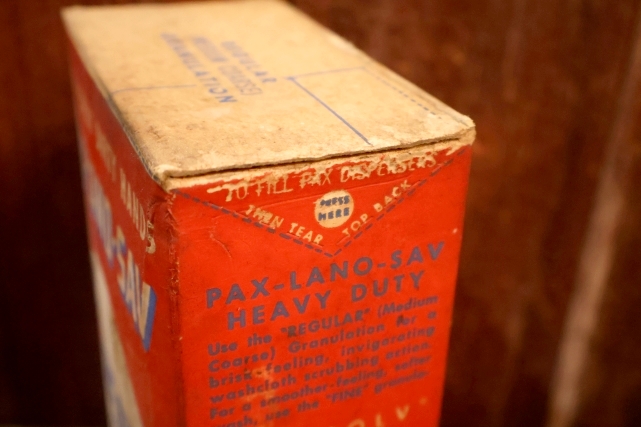 REGULAR
GRANULATION
TO FILL PAX DISPENSERS
PRESS
HERE
THEN TEAR TOP BACK
PAX-LANO-SAV
HEAVY DUTY
Use the "REGULAR" (Medium
Coarse) Granulation for a
brisk-feeling, invigorating
washcloth scrubbing action.
For a smoother-feeling, softer
wash, use the "FINE" granula-
HANDS